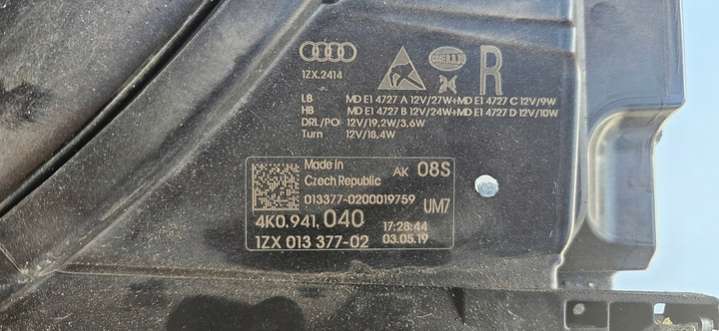 HELLA
R
1ZX.2414
LB MD E1 4727 A 12V/27W+MD E1 4727 C 12V/9W
HB MD E1 4727 B 12V/24W+MD E1 4727 D 12V/10W
DRL/PO 12V/19,2W/3,6W
Turn 12V/18,4W
Made in AK 08S
Czech Republic
013377-0200019759 UM7
4K0.941, 040 17:28:44
1ZX 013 377-02 03.05.19